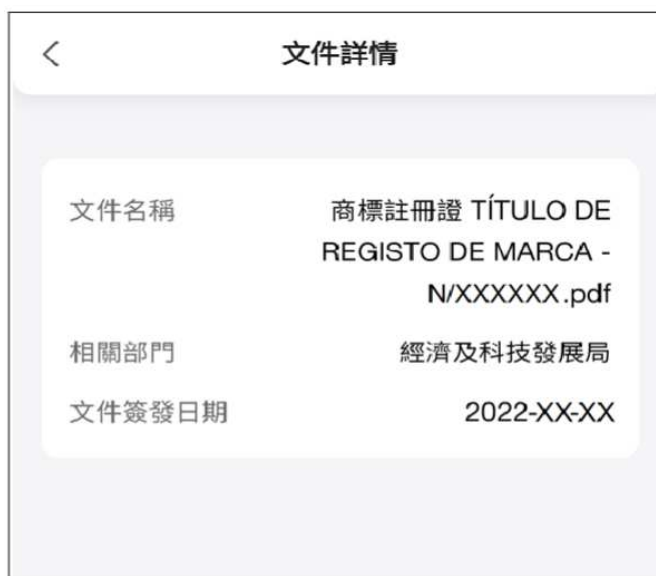 文件詳情
文件名稱 商標註冊證 TÍTULO DE
REGISTO DE MARCA -
N/XXXXXX.pdf
相關部門 經濟及科技發展局
文件簽發日期 2022-XX-XX